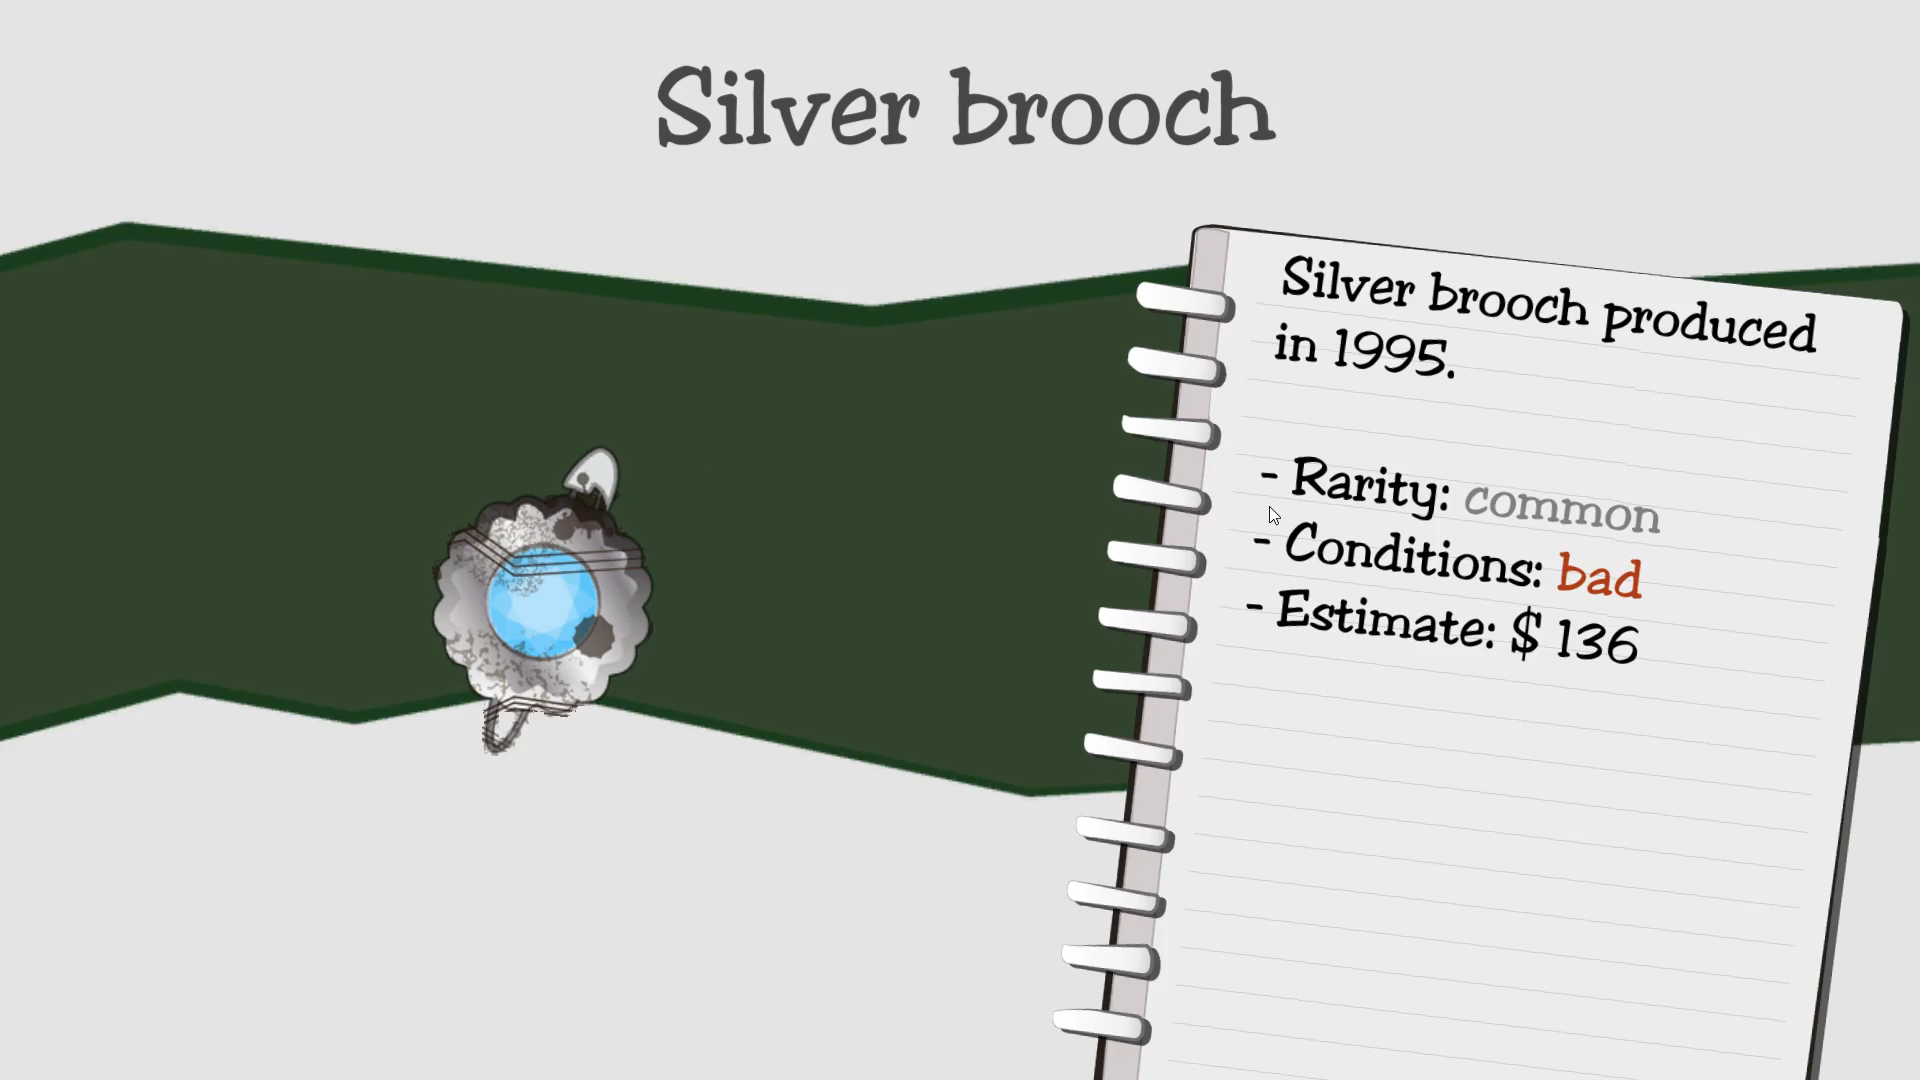 Silver brooch
Silver brooch produced
in 1995.
- Rarity: common
- Conditions: bad
- Estimate: $ 136